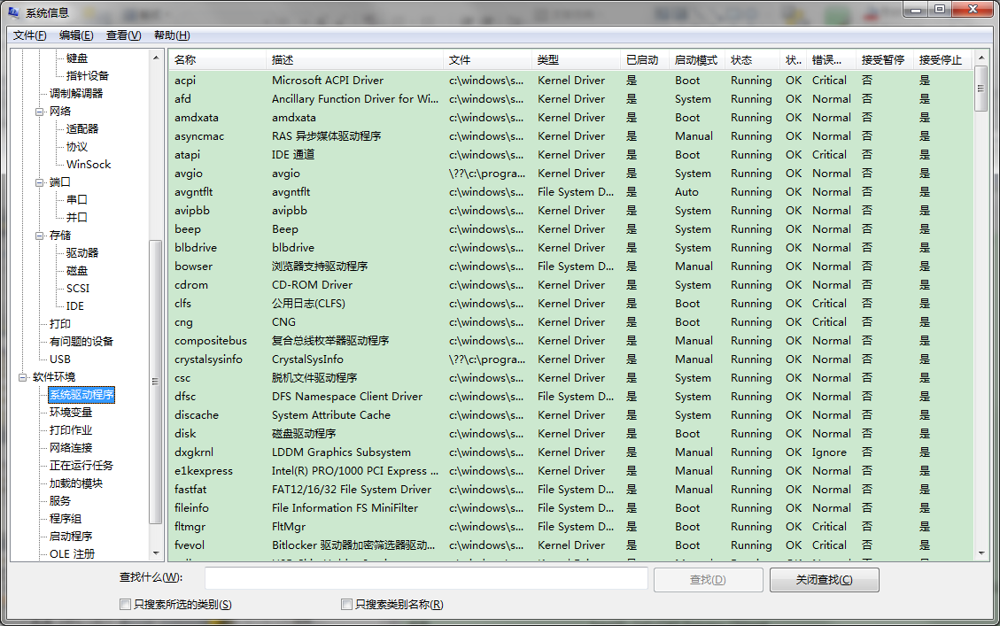 系统信息
文件(F) 编辑(E) 查看(V) 帮助(H)
键盘
指针设备
调制解调器
网络
适配器
协议
WinSock
端口
串口
并口
存储
驱动器
磁盘
SCSI
IDE
打印
有问题的设备
USB
软件环境
系统驱动程序
环境变量
打印作业
网络连接
正在运行任务
加载的模块
服务
程序组
启动程序
OLE 注册
名称 描述 文件 类型 已启动 启动模式 状态 状.. 错误... 接受暂停 接受停止
acpi Microsoft ACPI Driver c:\windows\s... Kernel Driver 是 Boot Running OK Critical 否 是
afd Ancillary Function Driver for Wi... c:\windows\s... Kernel Driver 是 System Running OK Normal 否 是
amdxata amdxata c:\windows\s... Kernel Driver 是 Boot Running OK Normal 否 是
asyncmac RAS 异步媒体驱动程序 c:\windows\s... Kernel Driver 是 Manual Running OK Normal 否 是
atapi IDE 通道 c:\windows\s... Kernel Driver 是 Boot Running OK Critical 否 是
avgio avgio \??\c:\progra... Kernel Driver 是 System Running OK Normal 否 是
avgntflt avgntflt c:\windows\s... File System D... 是 Auto Running OK Normal 否 是
avipbb avipbb c:\windows\s... Kernel Driver 是 System Running OK Normal 否 是
beep Beep c:\windows\s... Kernel Driver 是 System Running OK Normal 否 是
blbdrive blbdrive c:\windows\s... Kernel Driver 是 System Running OK Normal 否 是
bowser 浏览器支持驱动程序 c:\windows\s... File System D... 是 Manual Running OK Normal 否 是
cdrom CD-ROM Driver c:\windows\s... Kernel Driver 是 System Running OK Normal 否 是
clfs 公用日志(CLFS) c:\windows\s... Kernel Driver 是 Boot Running OK Critical 否 是
cng CNG c:\windows\s... Kernel Driver 是 Boot Running OK Critical 否 是
compositebus 复合总线枚举器驱动程序 c:\windows\s... Kernel Driver 是 Manual Running OK Normal 否 是
crystalsysinfo CrystalSysInfo \??\c:\progra... Kernel Driver 是 Manual Running OK Normal 否 是
csc 脱机文件驱动程序 c:\windows\s... Kernel Driver 是 System Running OK Normal 否 是
dfsc DFS Namespace Client Driver c:\windows\s... File System D... 是 System Running OK Normal 否 是
discache System Attribute Cache c:\windows\s... Kernel Driver 是 System Running OK Normal 否 是
disk 磁盘驱动程序 c:\windows\s... Kernel Driver 是 Boot Running OK Normal 否 是
dxgkrnl LDDM Graphics Subsystem c:\windows\s... Kernel Driver 是 Manual Running OK Ignore 否 是
e1kexpress Intel(R) PRO/1000 PCI Express ... c:\windows\s... Kernel Driver 是 Manual Running OK Normal 否 是
fastfat FAT12/16/32 File System Driver c:\windows\s... File System D... 是 Manual Running OK Normal 否 是
fileinfo File Information FS MiniFilter c:\windows\s... File System D... 是 Boot Running OK Normal 否 是
fltmgr FltMgr c:\windows\s... File System D... 是 Boot Running OK Critical 否 是
fvevol Bitlocker 驱动器加密筛选器驱动... c:\windows\s... Kernel Driver 是 Boot Running OK Critical 否 是
查找什么(W): 查找(D) 关闭查找(C)
只搜索所选的类别(S) 只搜索类别名称(R)